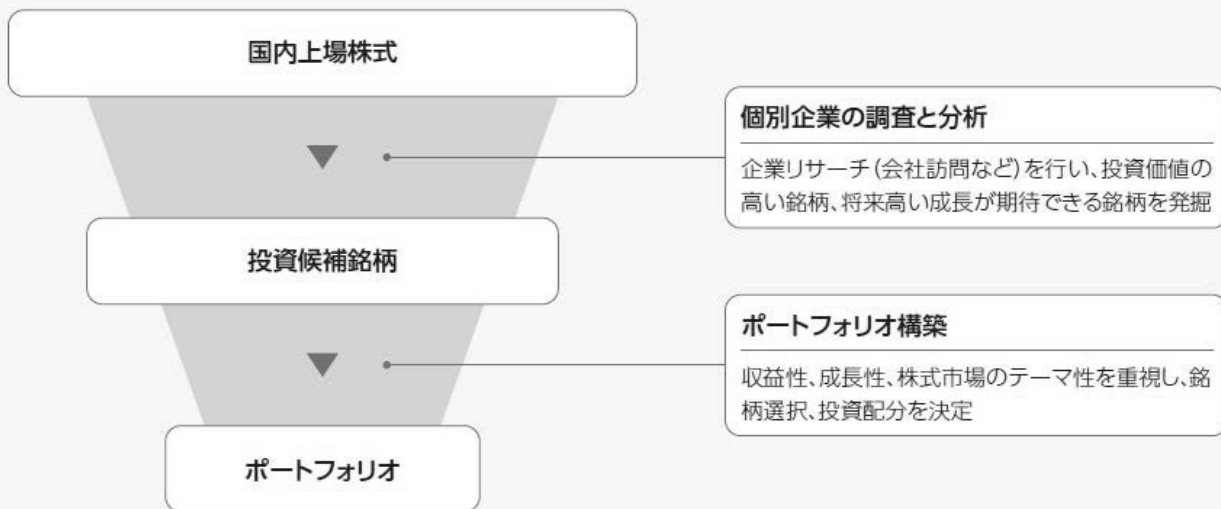 国内上場株式
個別企業の調査と分析
企業リサーチ(会社訪問など)を行い、投資価値の
高い銘柄、将来高い成長が期待できる銘柄を発掘
投資候補銘柄
ポートフォリオ構築
収益性、成長性、株式市場のテーマ性を重視し、銘
柄選択、投資配分を決定
ポートフォリオ